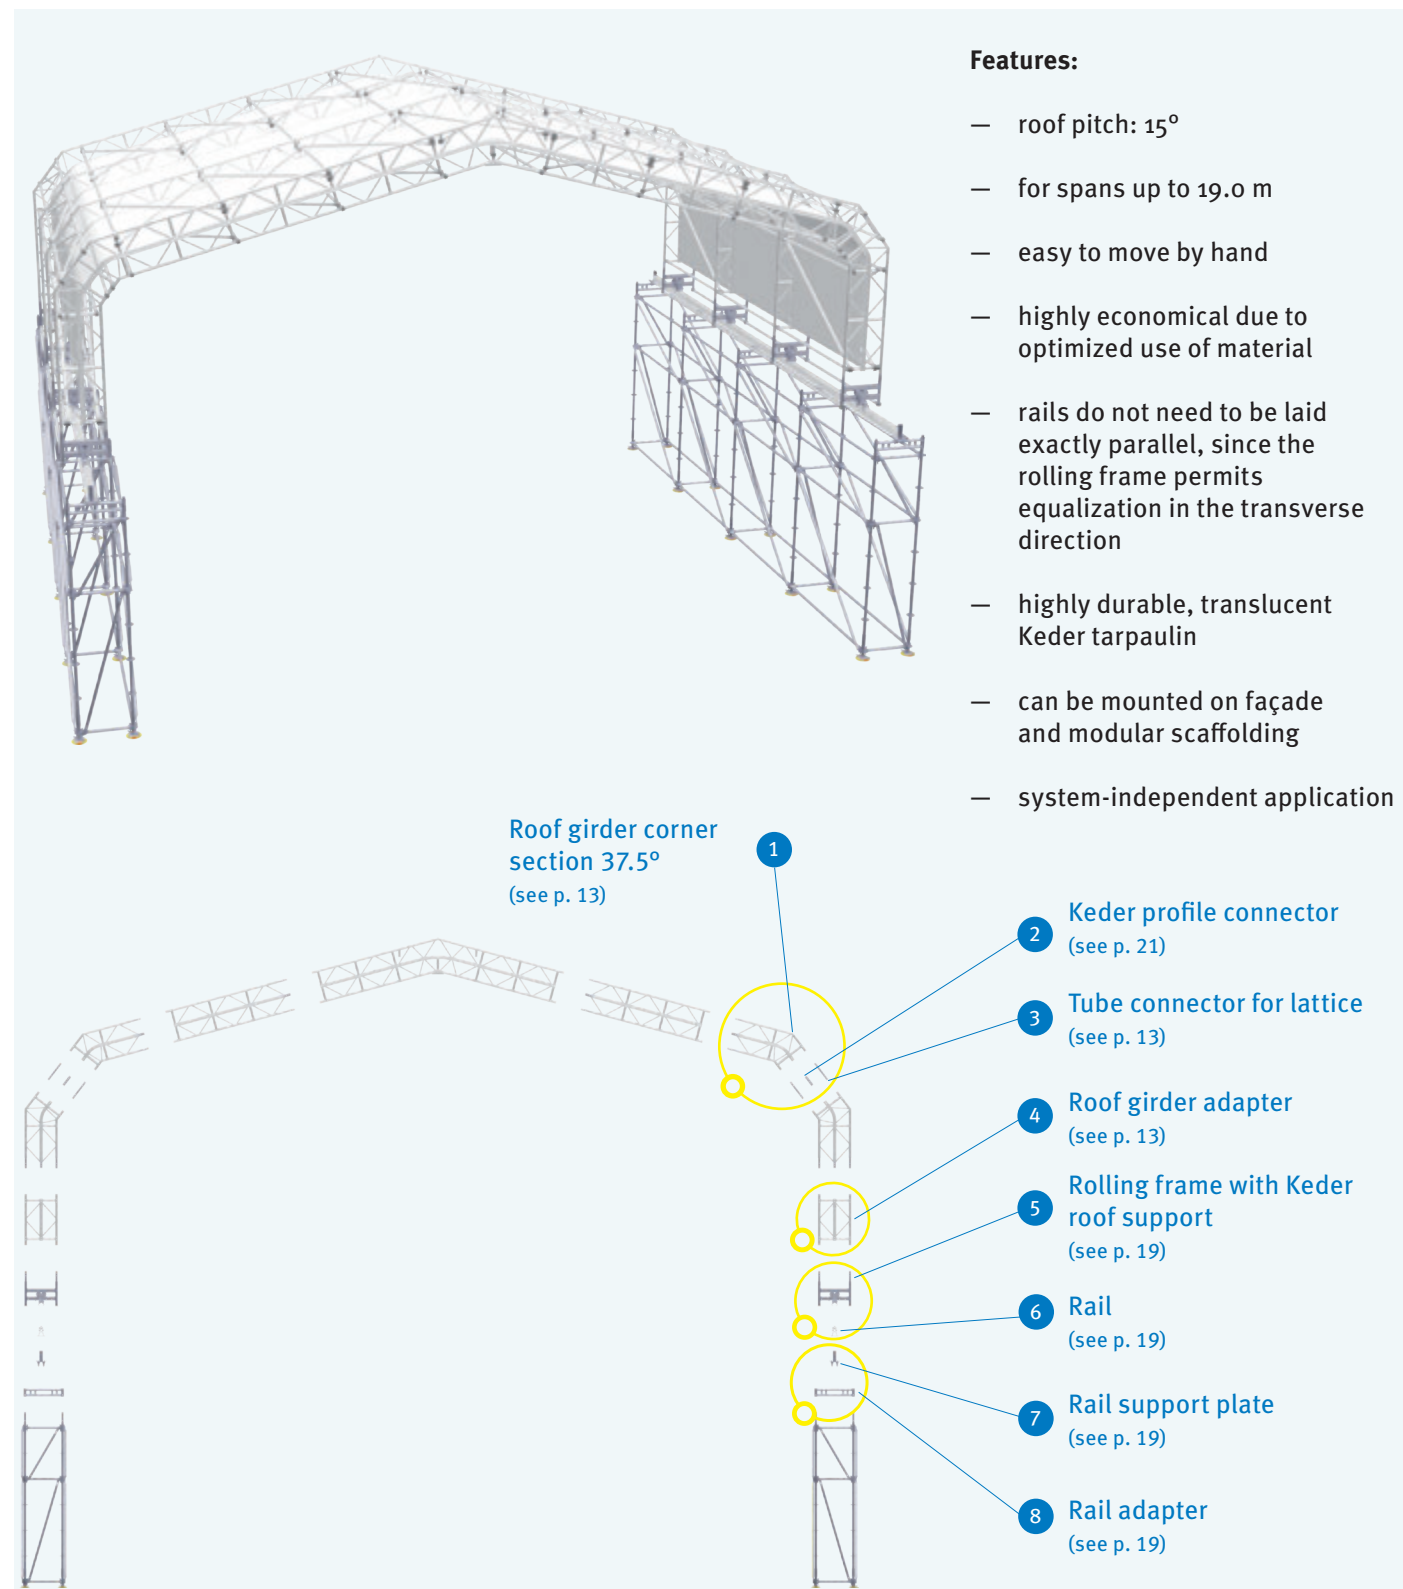 Features:
— roof pitch: 15°
— for spans up to 19.0 m
— easy to move by hand
— highly economical due to
optimized use of material
— rails do not need to be laid
exactly parallel, since the
rolling frame permits
equalization in the transverse
direction
— highly durable, translucent
Keder tarpaulin
— can be mounted on façade
and modular scaffolding
— system-independent application
Roof girder corner
section 37.5°
(see p. 13)
1
2
Keder profile connector
(see p. 21)
3
Tube connector for lattice
(see p. 13)
4
Roof girder adapter
(see p. 13)
5
Rolling frame with Keder
roof support
(see p. 19)
6
Rail
(see p. 19)
7
Rail support plate
(see p. 19)
8
Rail adapter
(see p. 19)